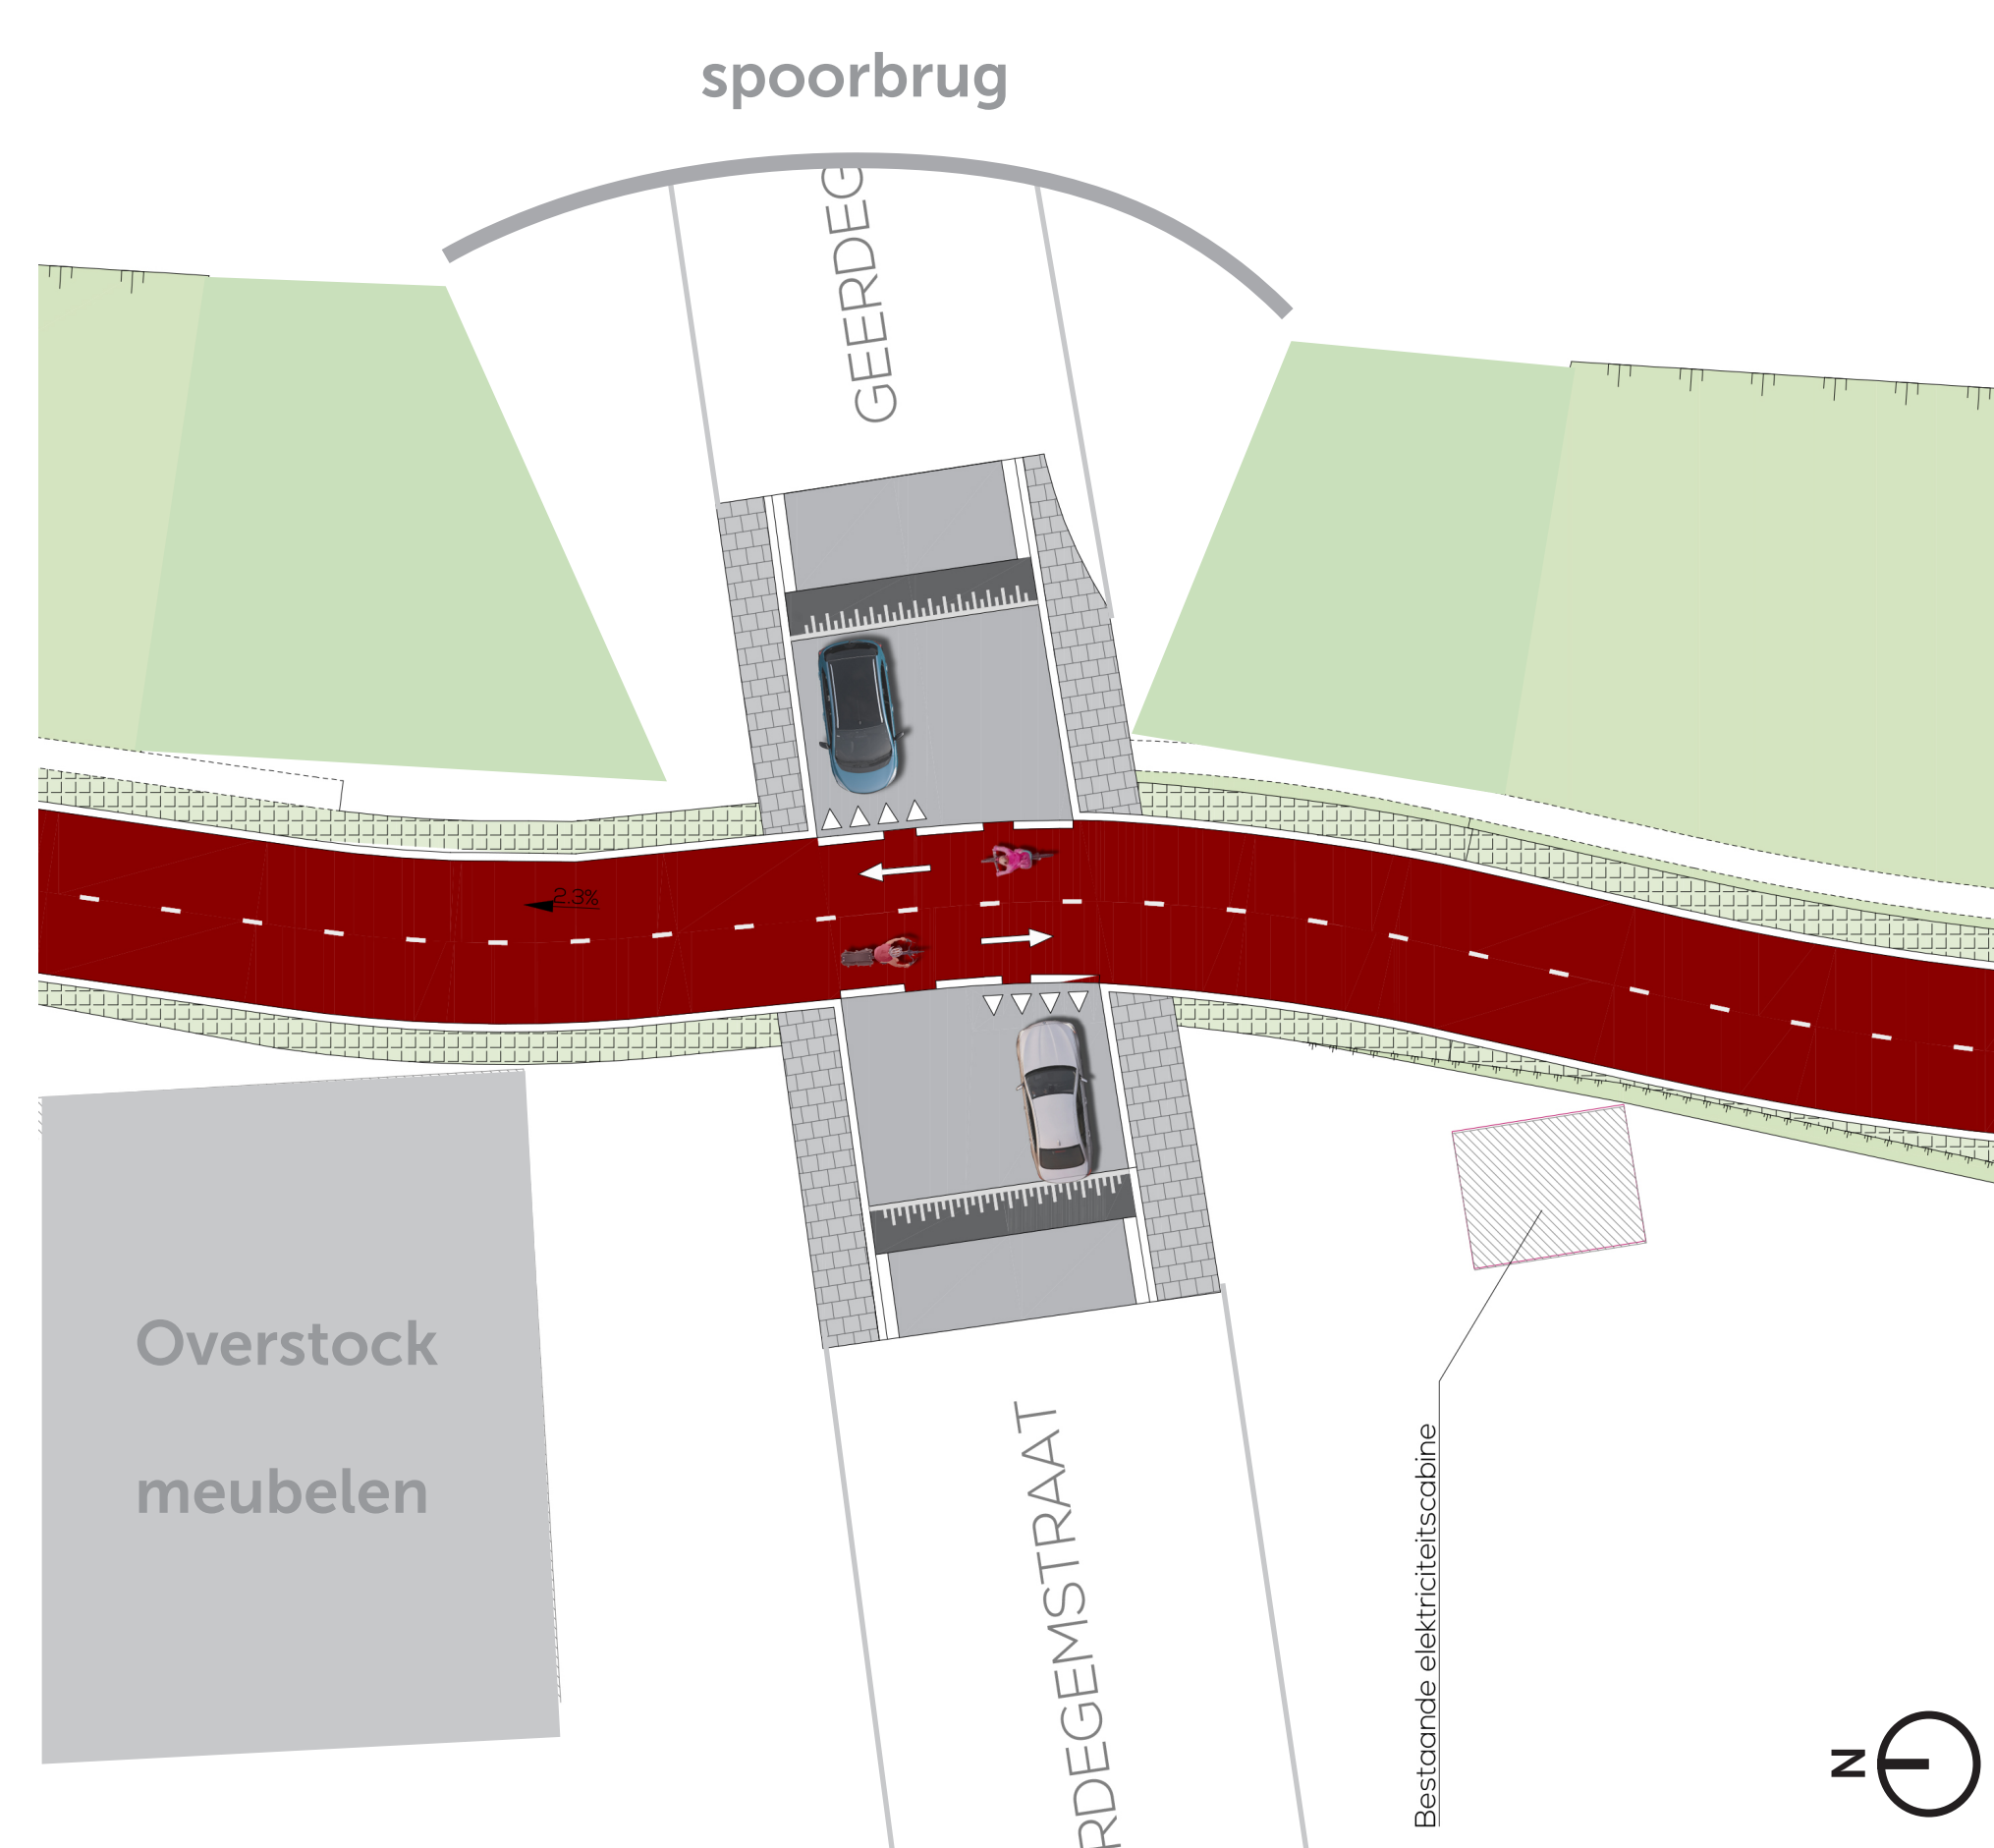 spoorbrug
GEERDEG
2.3%
Overstock
meubelen
RDEGEMSTRAAT
Bestaande elektriciteitscabine
N